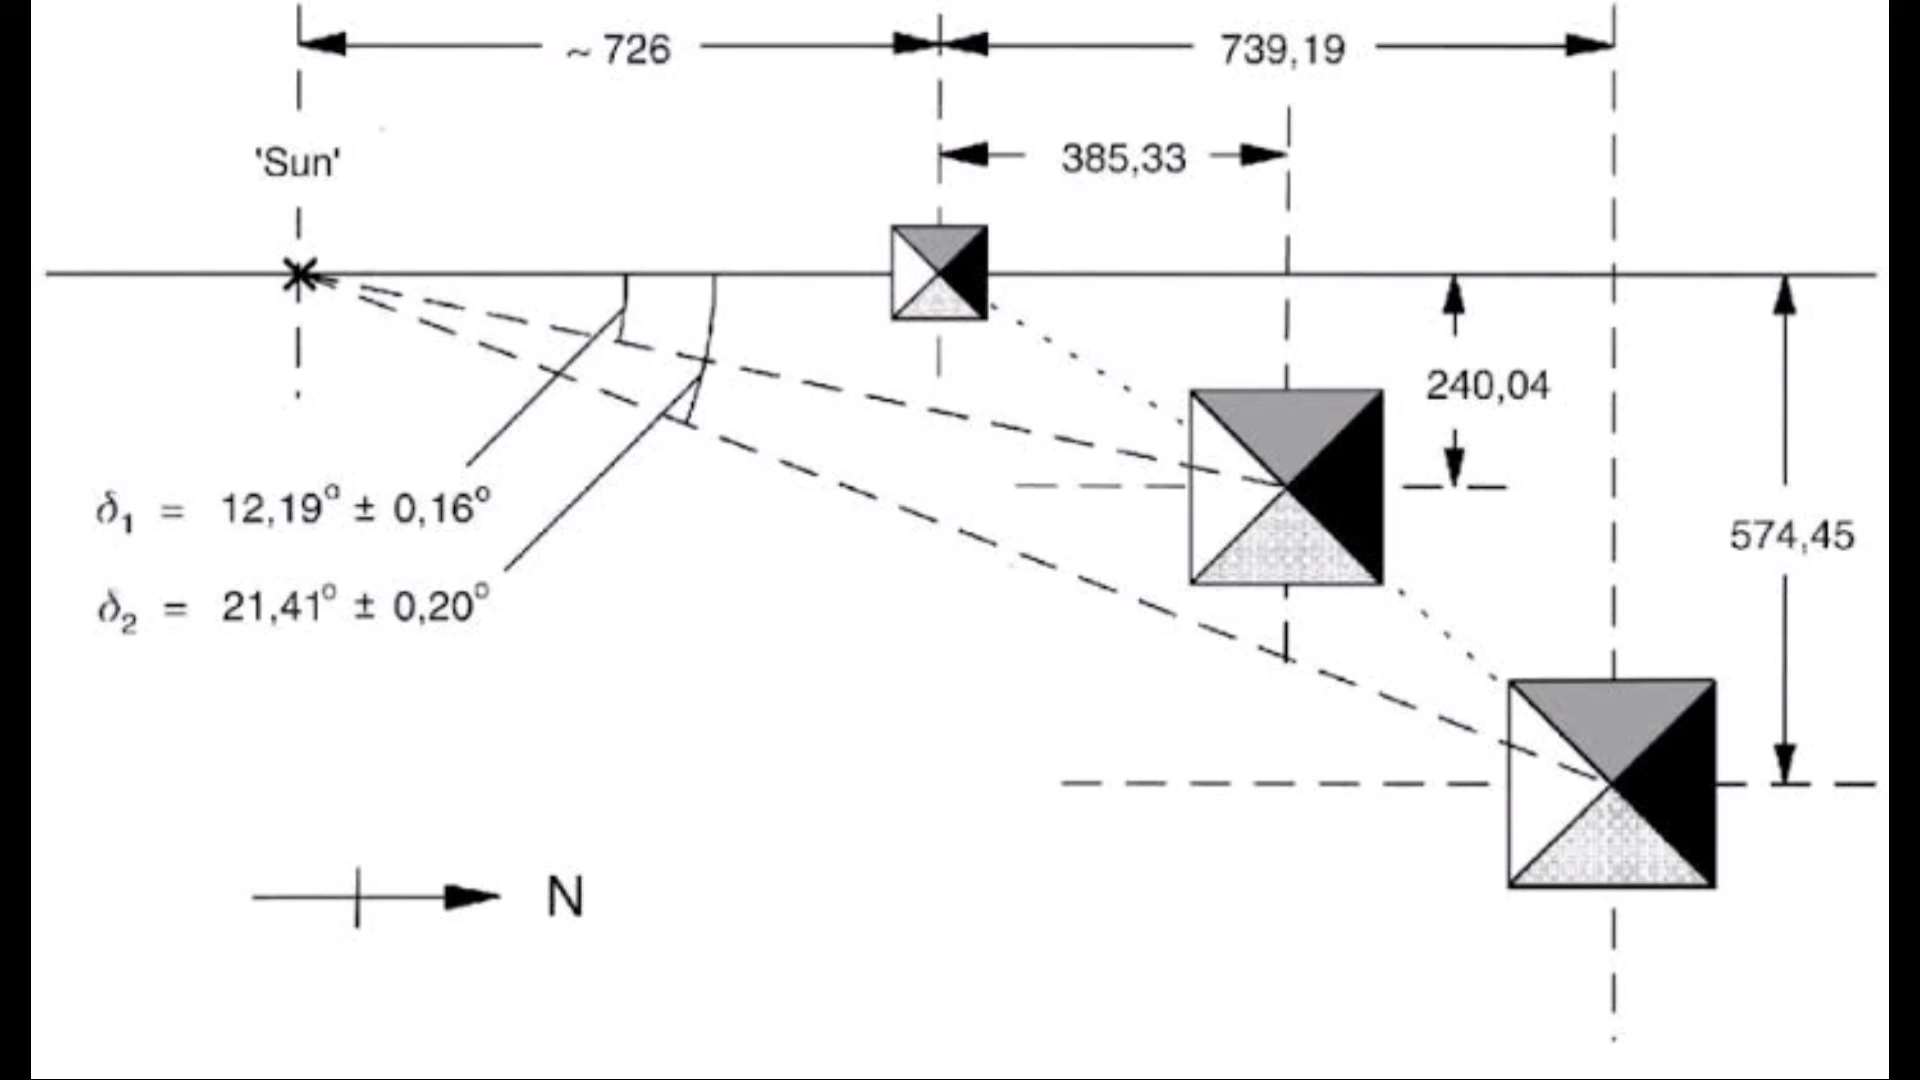 ~ 726
739,19
'Sun'
385,33
240,04
574,45
δ₁ = 12,19° ± 0,16°
δ₂ = 21,41° ± 0,20°
N